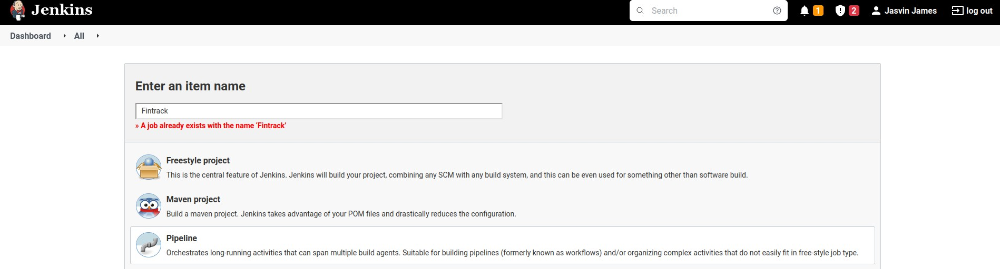 Jenkins
Search
1
2
Jasvin James
log out
Dashboard
All
Enter an item name
Fintrack
» A job already exists with the name ‘Fintrack’
Freestyle project
This is the central feature of Jenkins. Jenkins will build your project, combining any SCM with any build system, and this can be even used for something other than software build.
Maven project
Build a maven project. Jenkins takes advantage of your POM files and drastically reduces the configuration.
Pipeline
Orchestrates long-running activities that can span multiple build agents. Suitable for building pipelines (formerly known as workflows) and/or organizing complex activities that do not easily fit in free-style job type.